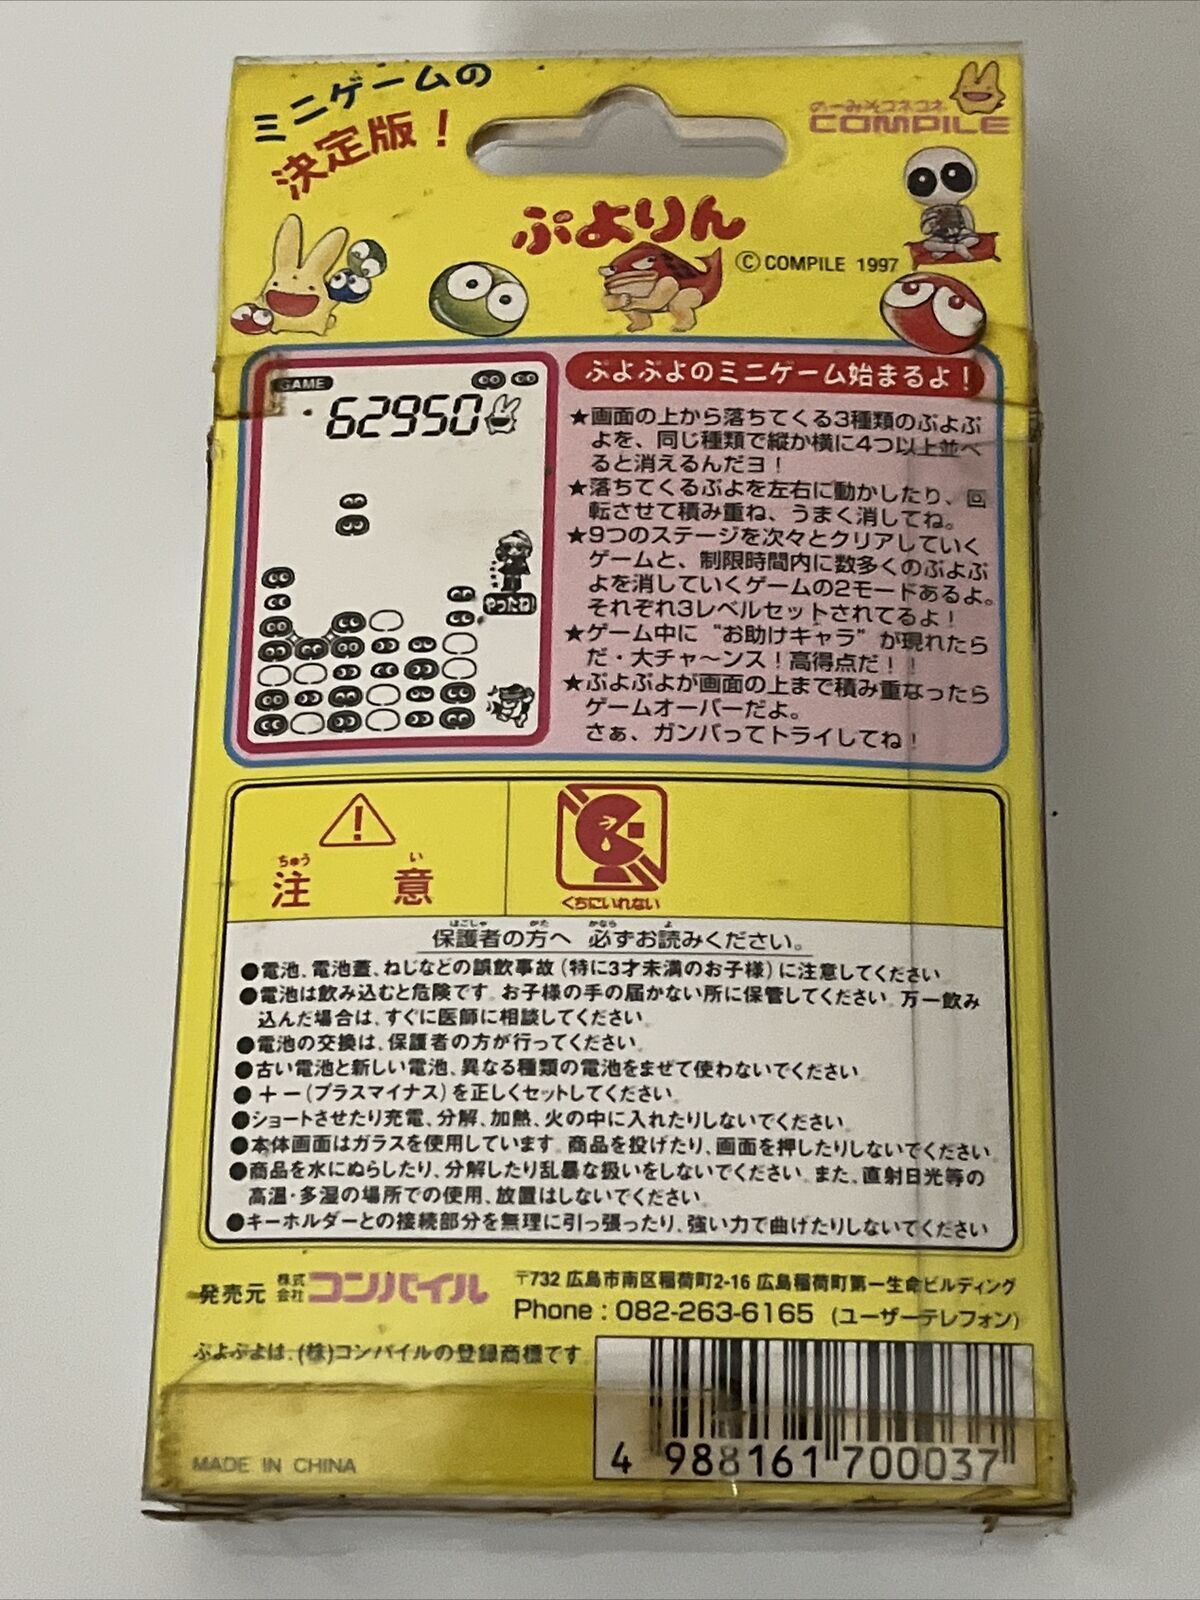 ミニゲームの
決定版！
のーみそコネコネ
COMPILE
ぷよりん
© COMPILE 1997
GAME
62950
やったね!
ぷよぷよのミニゲーム始まるよ！
★画面の上から落ちてくる3種類のぷよぷ
よを、同じ種類で縦か横に4つ以上並べ
ると消えるんだヨ！
★落ちてくるぷよを左右に動かしたり、回
転させて積み重ね、うまく消してね。
★9つのステージを次々とクリアしていく
ゲームと、制限時間内に数多くのぷよぷ
よを消していくゲームの2モードあるよ。
それぞれ3レベルセットされてるよ！
★ゲーム中に“お助けキャラ”が現れたら
だ・大チャ〜ンス！高得点だ！！
★ぷよぷよが画面の上まで積み重なったら
ゲームオーバーだよ。
さぁ、ガンバってトライしてね！
ちゅう い
注意
くちにいれない
ほごしゃ かた かなら よ
保護者の方へ 必ずお読みください。
●電池、電池蓋、ねじなどの誤飲事故（特に3才未満のお子様）に注意してください
●電池は飲み込むと危険です。お子様の手の届かない所に保管してください。万一飲み
込んだ場合は、すぐに医師に相談してください。
●電池の交換は、保護者の方が行ってください。
●古い電池と新しい電池、異なる種類の電池をまぜて使わないでください。
●＋－（プラスマイナス）を正しくセットしてください。
●ショートさせたり充電、分解、加熱、火の中に入れたりしないでください。
●本体画面はガラスを使用しています。商品を投げたり、画面を押したりしないでください。
●商品を水にぬらしたり、分解したり乱暴な扱いをしないでください。また、直射日光等の
高温・多湿の場所での使用、放置はしないでください。
●キーホルダーとの接続部分を無理に引っ張ったり、強い力で曲げたりしないでください
発売元 株式会社 コンパイル
〒732 広島市南区稲荷町2-16 広島稲荷町第一生命ビルディング
Phone : 082-263-6165 (ユーザーテレフォン)
ぷよぷよは、(株)コンパイルの登録商標です
MADE IN CHINA
4 988161 700037